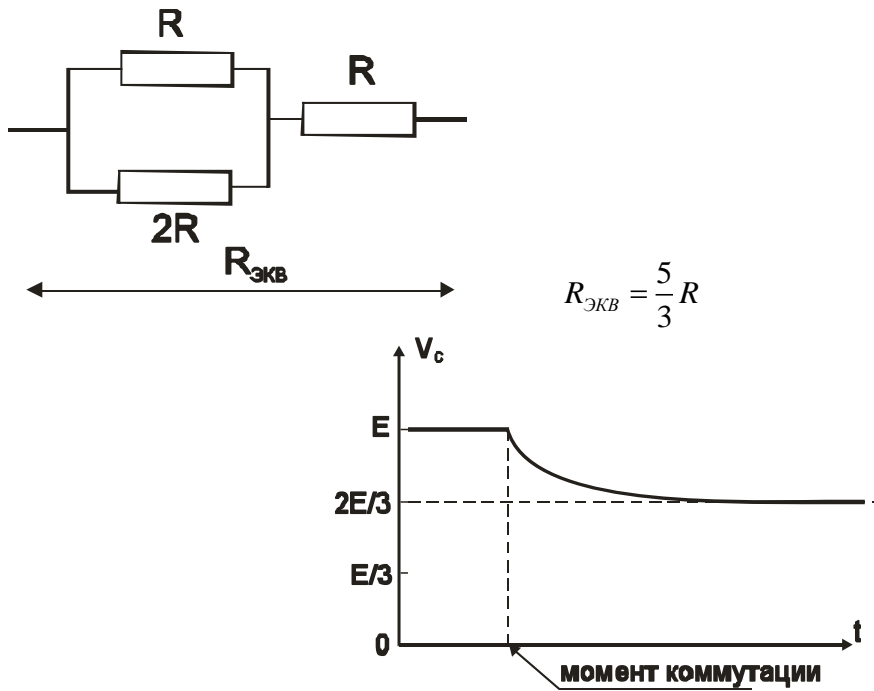 R
R
2R
RЭКВ
RЭКВ = 5/3 R
Vc
E
2E/3
E/3
0
t
момент коммутации